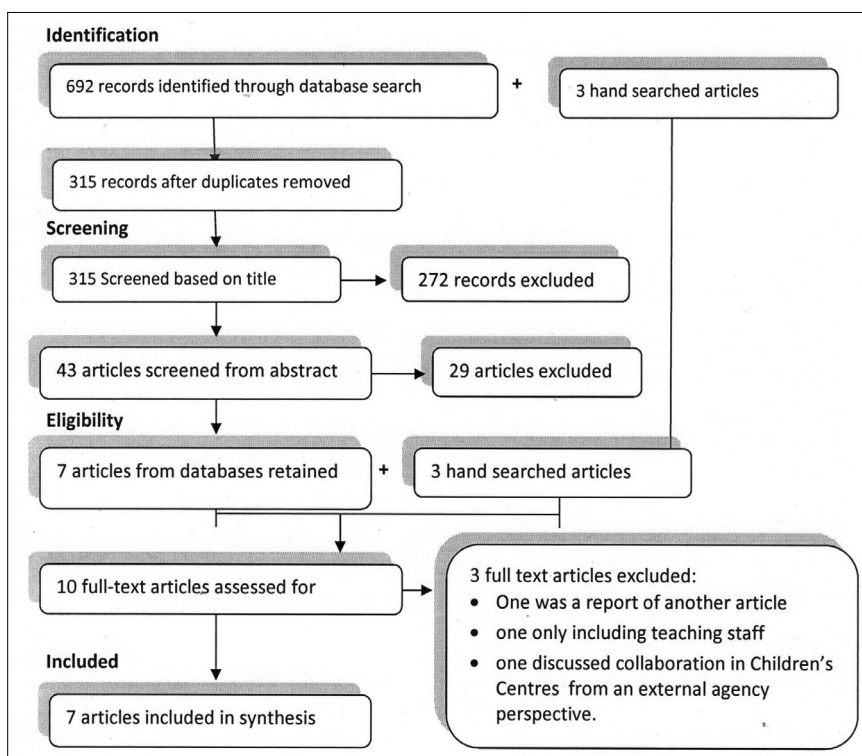 Identification
692 records identified through database search
+
3 hand searched articles
315 records after duplicates removed
Screening
315 Screened based on title
272 records excluded
43 articles screened from abstract
29 articles excluded
Eligibility
7 articles from databases retained
+
3 hand searched articles
10 full-text articles assessed for
3 full text articles excluded:
• One was a report of another article
• one only including teaching staff
• one discussed collaboration in Children's
Centres from an external agency
perspective.
Included
7 articles included in synthesis